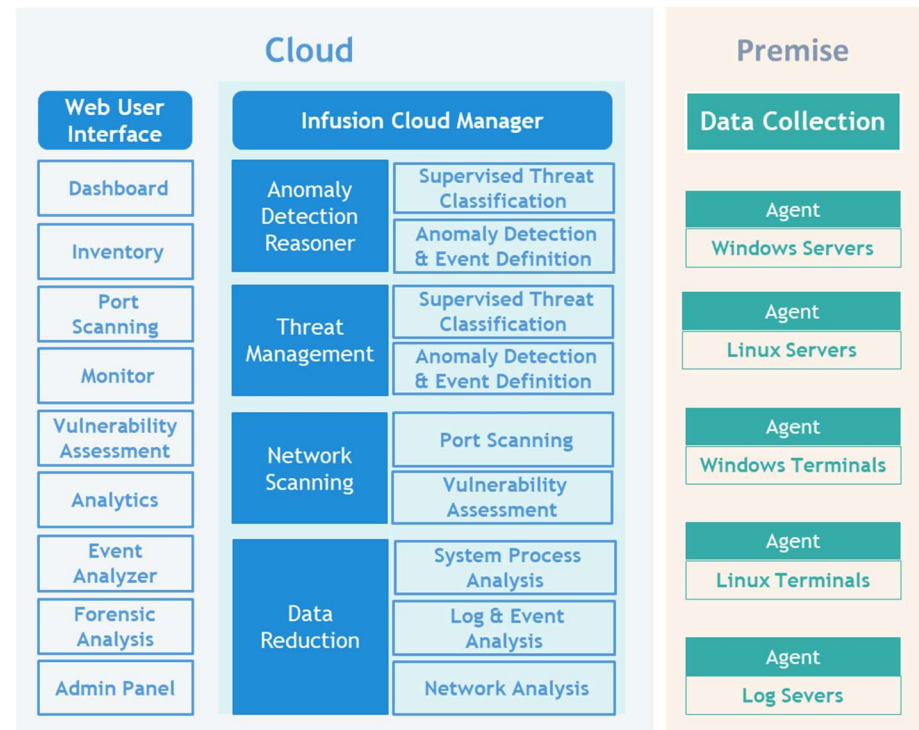 Cloud
Web User
Interface
Dashboard
Inventory
Port
Scanning
Monitor
Vulnerability
Assessment
Analytics
Event
Analyzer
Forensic
Analysis
Admin Panel
Infusion Cloud Manager
Anomaly
Detection
Reasoner
Supervised Threat
Classification
Anomaly Detection
& Event Definition
Threat
Management
Supervised Threat
Classification
Anomaly Detection
& Event Definition
Network
Scanning
Port Scanning
Vulnerability
Assessment
Data
Reduction
System Process
Analysis
Log & Event
Analysis
Network Analysis
Premise
Data Collection
Agent
Windows Servers
Agent
Linux Servers
Agent
Windows Terminals
Agent
Linux Terminals
Agent
Log Severs